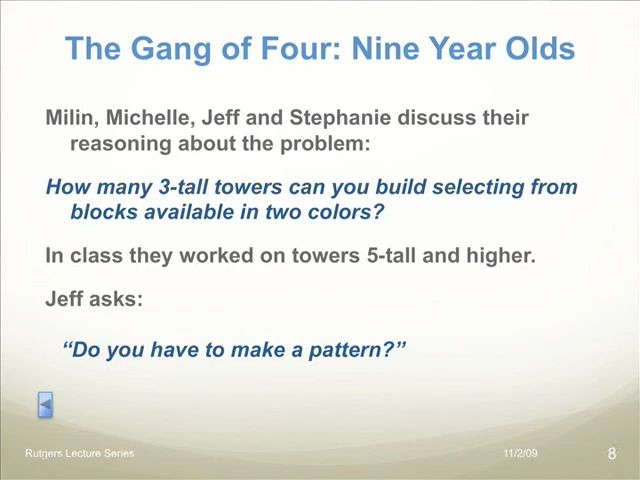 The Gang of Four: Nine Year Olds
Milin, Michelle, Jeff and Stephanie discuss their
reasoning about the problem:
How many 3-tall towers can you build selecting from
blocks available in two colors?
In class they worked on towers 5-tall and higher.
Jeff asks:
“Do you have to make a pattern?”
Rutgers Lecture Series
11/2/09
8